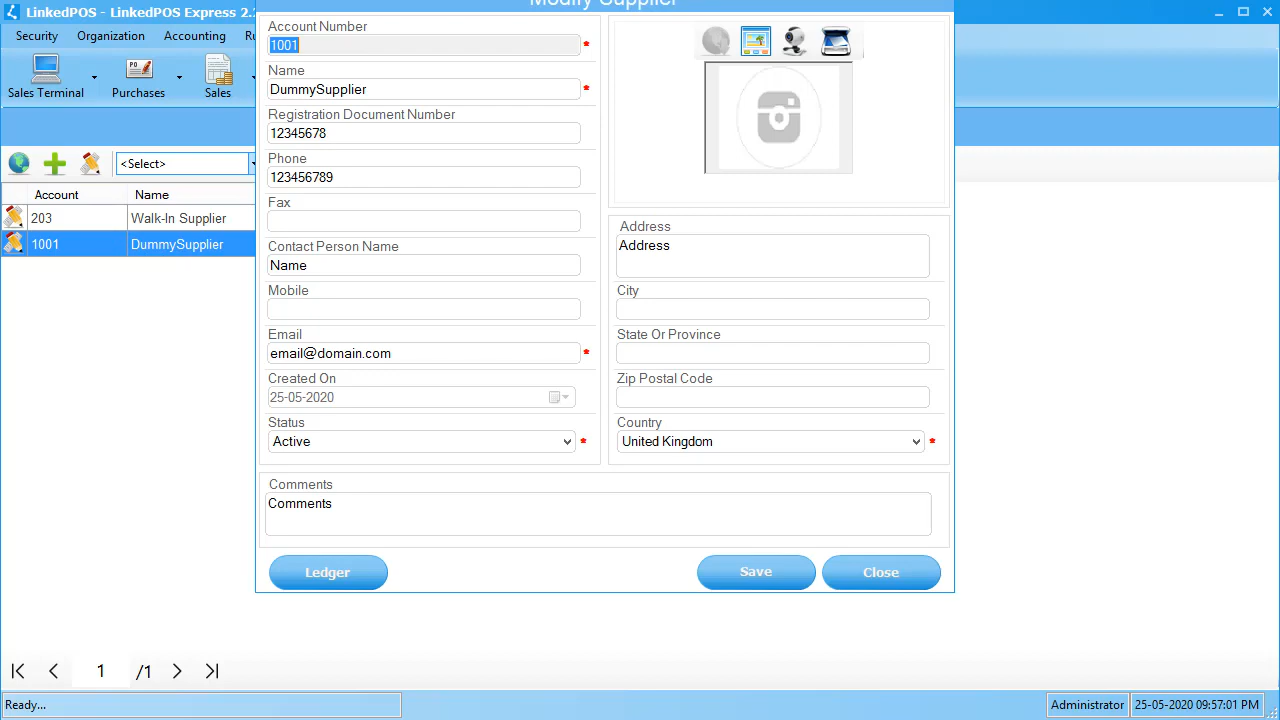 LinkedPOS - LinkedPOS Express 2.
Modify Supplier
Security Organization Accounting
Sales Terminal Purchases Sales
<Select>
Account Name
203 Walk-In Supplier
1001 DummySupplier
Account Number
1001 *
Name
DummySupplier *
Registration Document Number
12345678
Phone
123456789
Fax
Contact Person Name
Name
Mobile
Email
email@domain.com *
Created On
25-05-2020
Status
Active *
Address
Address
City
State Or Province
Zip Postal Code
Country
United Kingdom *
Comments
Comments
Ledger Save Close
1 /1
Ready... Administrator 25-05-2020 09:57:01 PM